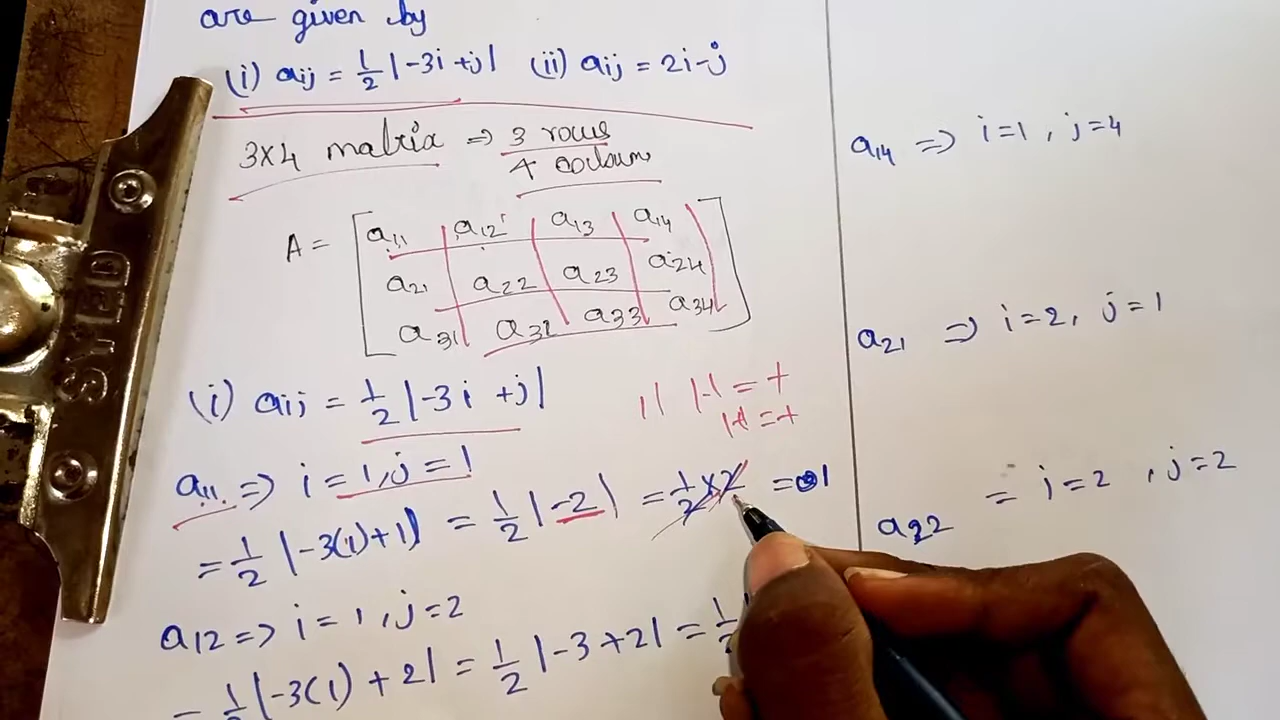 are given by
(i) aij = 1/2 |-3i +j| (ii) aij = 2i-j
3x4 matrix => 3 rows
4 colums
A = [ a11 a12 a13 a14
a21 a22 a23 a24
a31 a32 a33 a34 ]
(i) aij = 1/2 |-3i +j|
|| |-| = +
|+| = +
a11 => i = 1, j = 1
= 1/2 |-3(1)+1| = 1/2 |-2| = 1/2 x 2 = 1
a12 => i = 1, j = 2
= 1/2 |-3(1) + 2| = 1/2 |-3+2| = 1/2 |
a14 => i=1, j=4
a21 => i=2, j=1
a22 = i=2, j=2
SYED